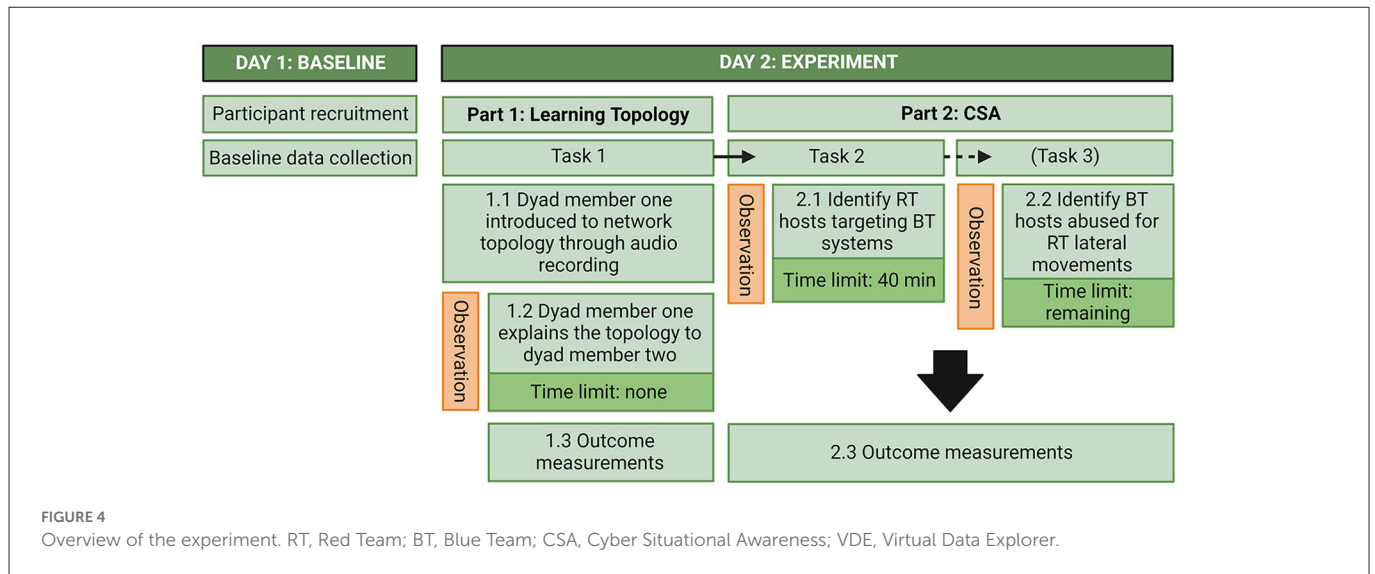 DAY 1: BASELINE
Participant recruitment
Baseline data collection
DAY 2: EXPERIMENT
Part 1: Learning Topology
Task 1
1.1 Dyad member one
introduced to network
topology through audio
recording
Observation
1.2 Dyad member one
explains the topology to
dyad member two
Time limit: none
1.3 Outcome
measurements
Part 2: CSA
Task 2
(Task 3)
Observation
2.1 Identify RT
hosts targeting BT
systems
Time limit: 40 min
Observation
2.2 Identify BT
hosts abused for
RT lateral
movements
Time limit:
remaining
2.3 Outcome measurements
FIGURE 4
Overview of the experiment. RT, Red Team; BT, Blue Team; CSA, Cyber Situational Awareness; VDE, Virtual Data Explorer.